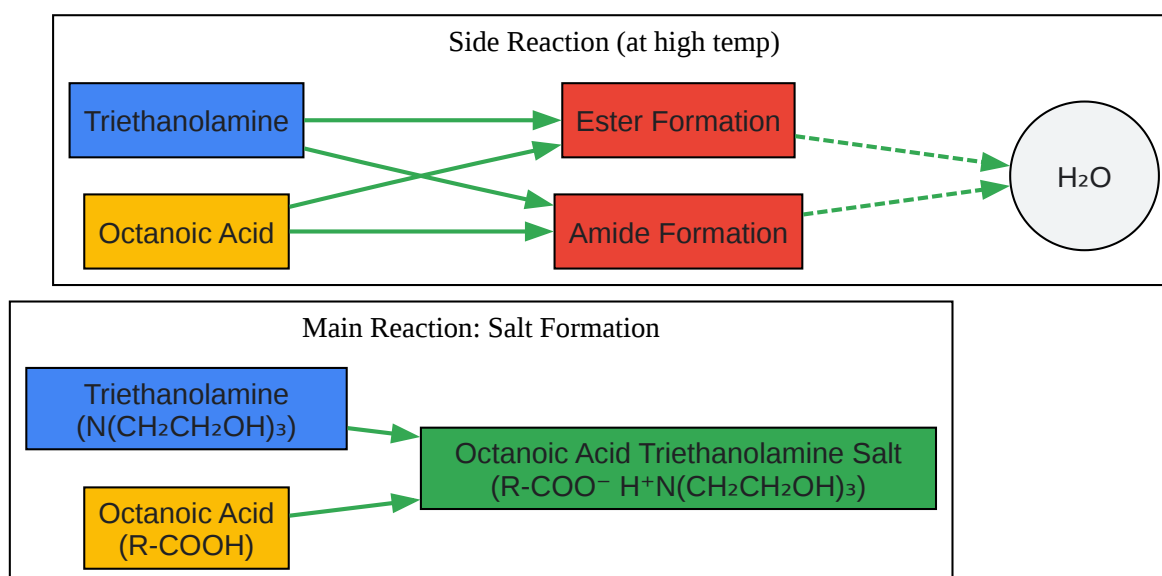 Side Reaction (at high temp)
Triethanolamine
Ester Formation
H₂O
Octanoic Acid
Amide Formation
Main Reaction: Salt Formation
Triethanolamine
(N(CH₂CH₂OH)₃)
Octanoic Acid Triethanolamine Salt
(R-COO⁻ H⁺N(CH₂CH₂OH)₃)
Octanoic Acid
(R-COOH)